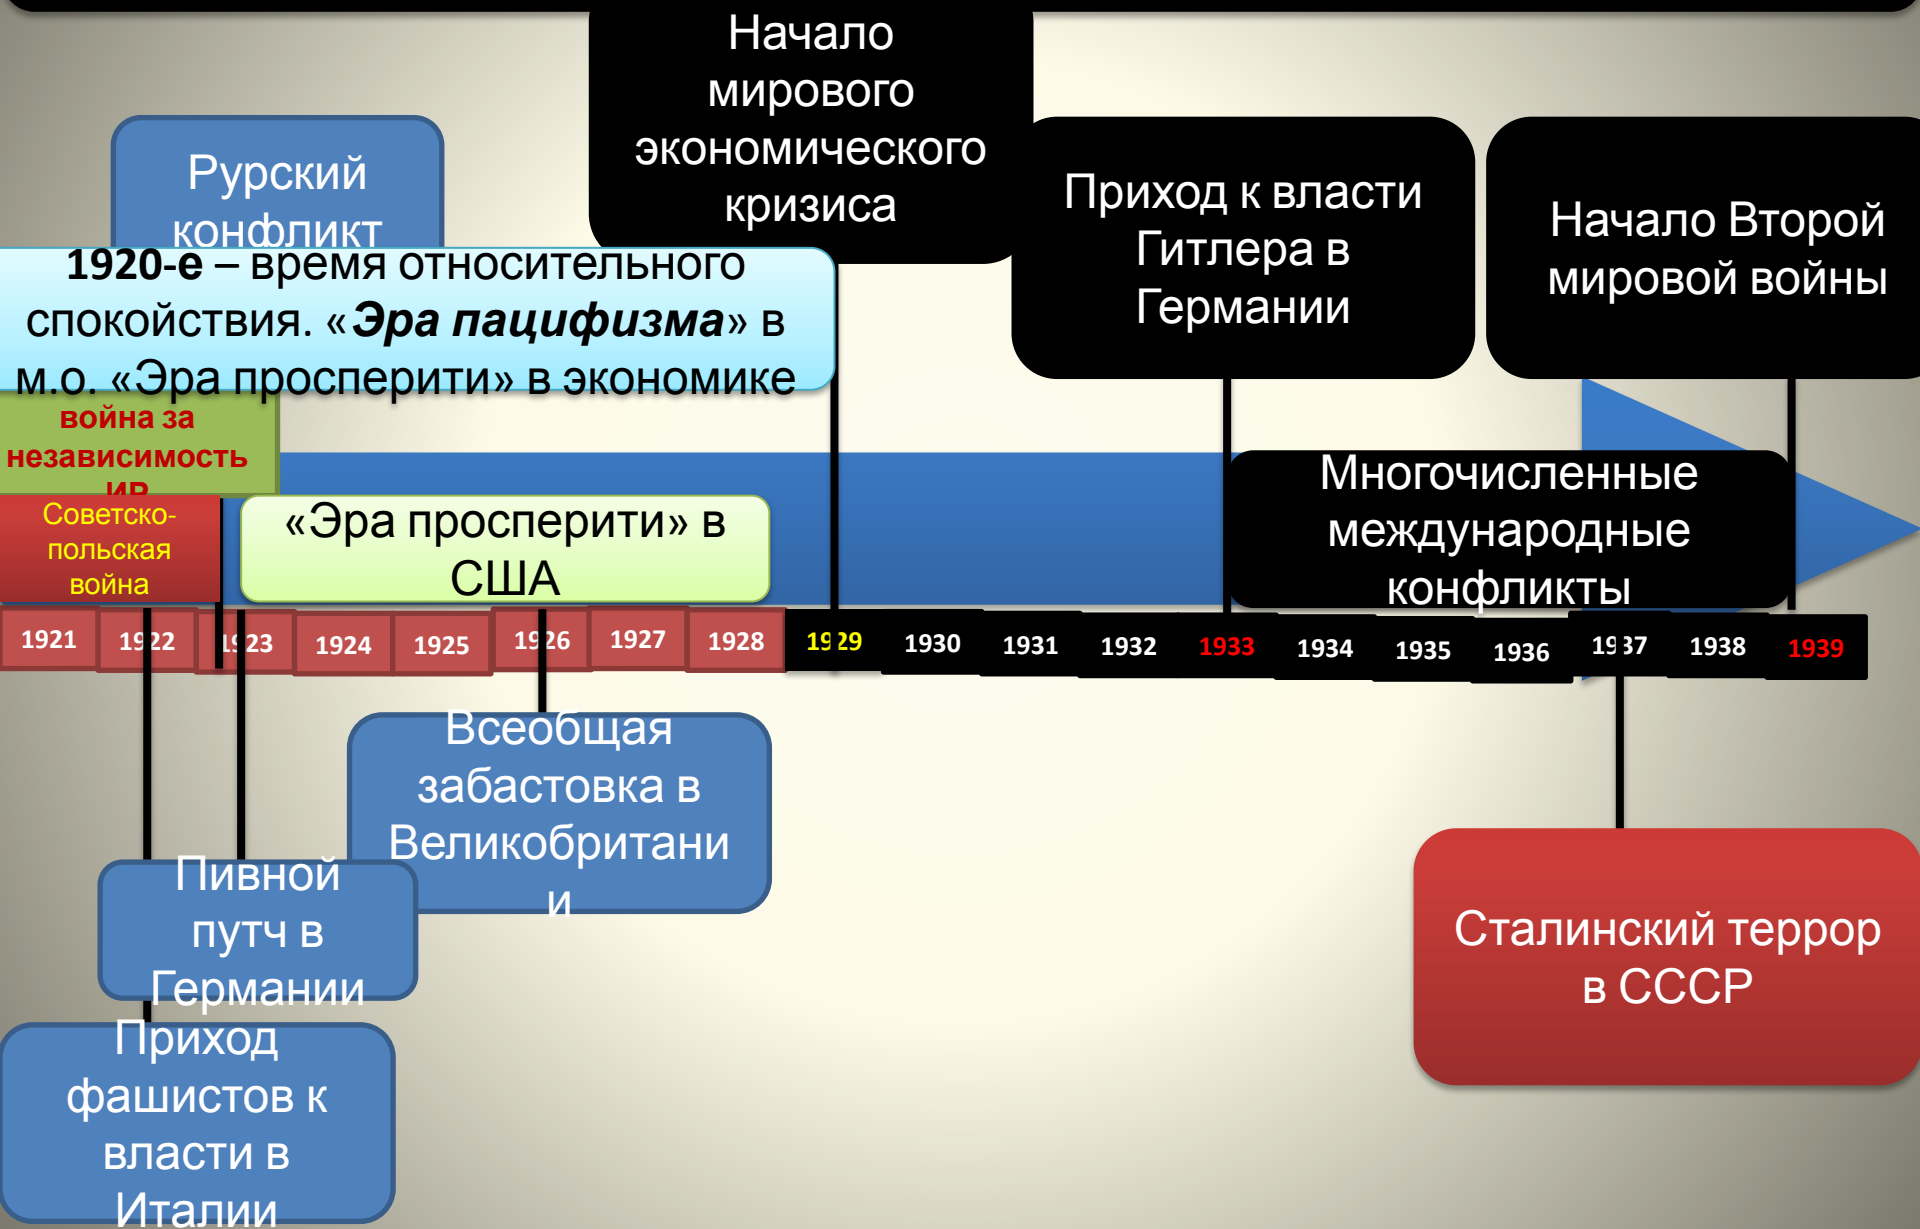 Начало
мирового
экономического
кризиса
Рурский
конфликт
Приход к власти
Гитлера в
Германии
Начало Второй
мировой войны
1920-е – время относительного
спокойствия. «Эра пацифизма» в
м.о. «Эра просперити» в экономике
война за
независимость
ИР
Советско-
польская
война
«Эра просперити» в
США
Многочисленные
международные
конфликты
1921 1922 1923 1924 1925 1926 1927 1928 1929 1930 1931 1932 1933 1934 1935 1936 1937 1938 1939
Всеобщая
забастовка в
Великобритани
и
Пивной
путч в
Германии
Приход
фашистов к
власти в
Италии
Сталинский террор
в СССР